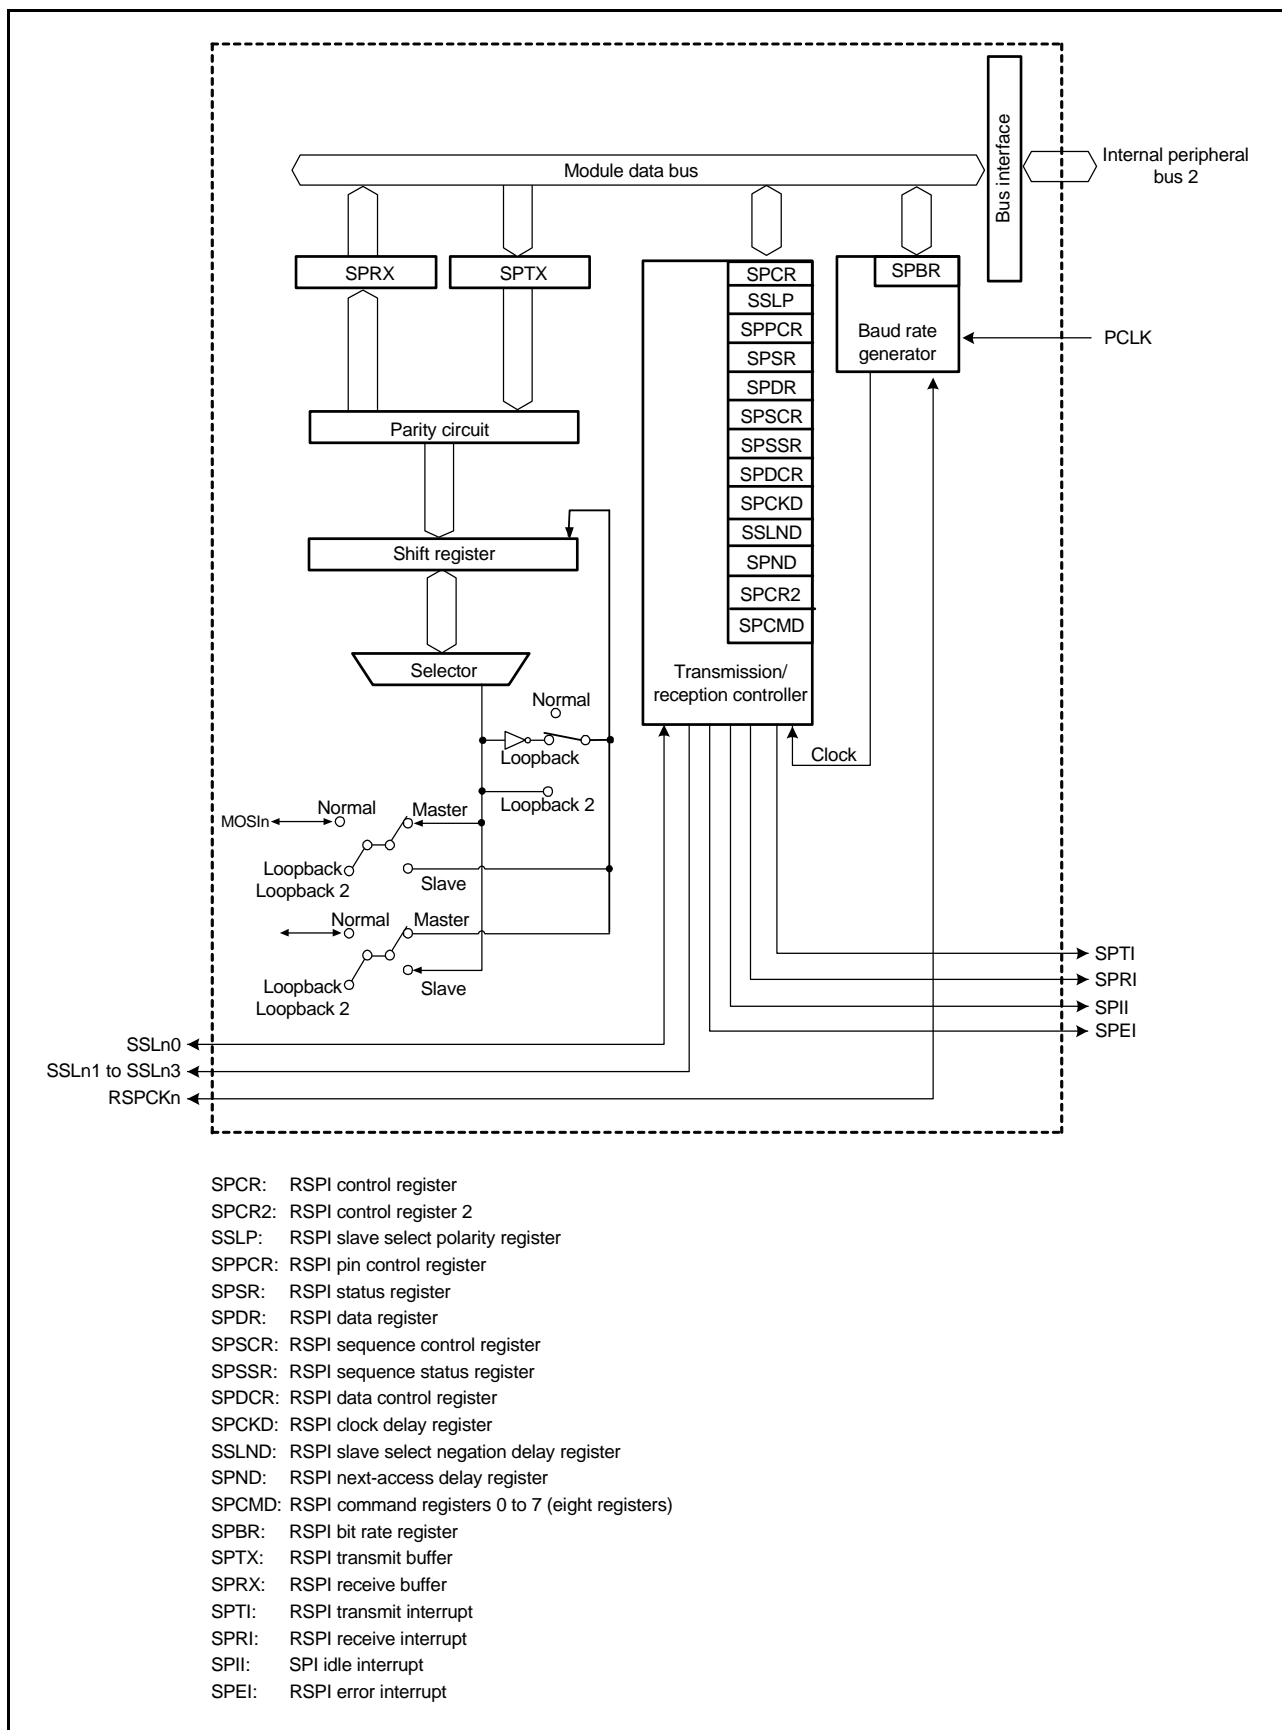 Bus interface
Internal peripheral
bus 2
Module data bus
SPRX
SPTX
SPCR
SSLP
SPPCR
SPSR
SPDR
SPSCR
SPSSR
SPDCR
SPCKD
SSLND
SPND
SPCR2
SPCMD
Transmission/
reception controller
SPBR
Baud rate
generator
PCLK
Parity circuit
Shift register
Selector
Normal
Loopback
Loopback 2
Clock
MOSIn
Normal
Master
Loopback
Loopback 2
Slave
Normal
Master
Loopback
Loopback 2
Slave
SPTI
SPRI
SPII
SPEI
SSLn0
SSLn1 to SSLn3
RSPCKn
SPCR: RSPI control register
SPCR2: RSPI control register 2
SSLP: RSPI slave select polarity register
SPPCR: RSPI pin control register
SPSR: RSPI status register
SPDR: RSPI data register
SPSCR: RSPI sequence control register
SPSSR: RSPI sequence status register
SPDCR: RSPI data control register
SPCKD: RSPI clock delay register
SSLND: RSPI slave select negation delay register
SPND: RSPI next-access delay register
SPCMD: RSPI command registers 0 to 7 (eight registers)
SPBR: RSPI bit rate register
SPTX: RSPI transmit buffer
SPRX: RSPI receive buffer
SPTI: RSPI transmit interrupt
SPRI: RSPI receive interrupt
SPII: SPI idle interrupt
SPEI: RSPI error interrupt